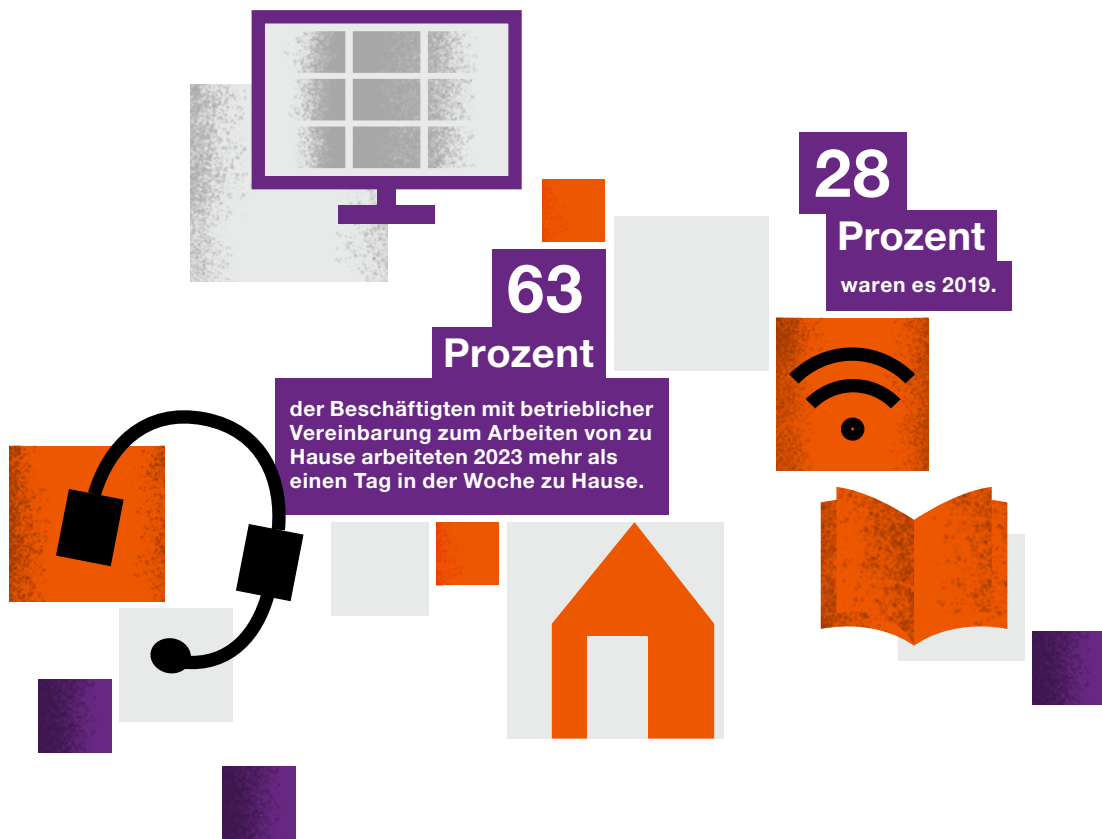 63
Prozent
der Beschäftigten mit betrieblicher
Vereinbarung zum Arbeiten von zu
Hause arbeiteten 2023 mehr als
einen Tag in der Woche zu Hause.
28
Prozent
waren es 2019.